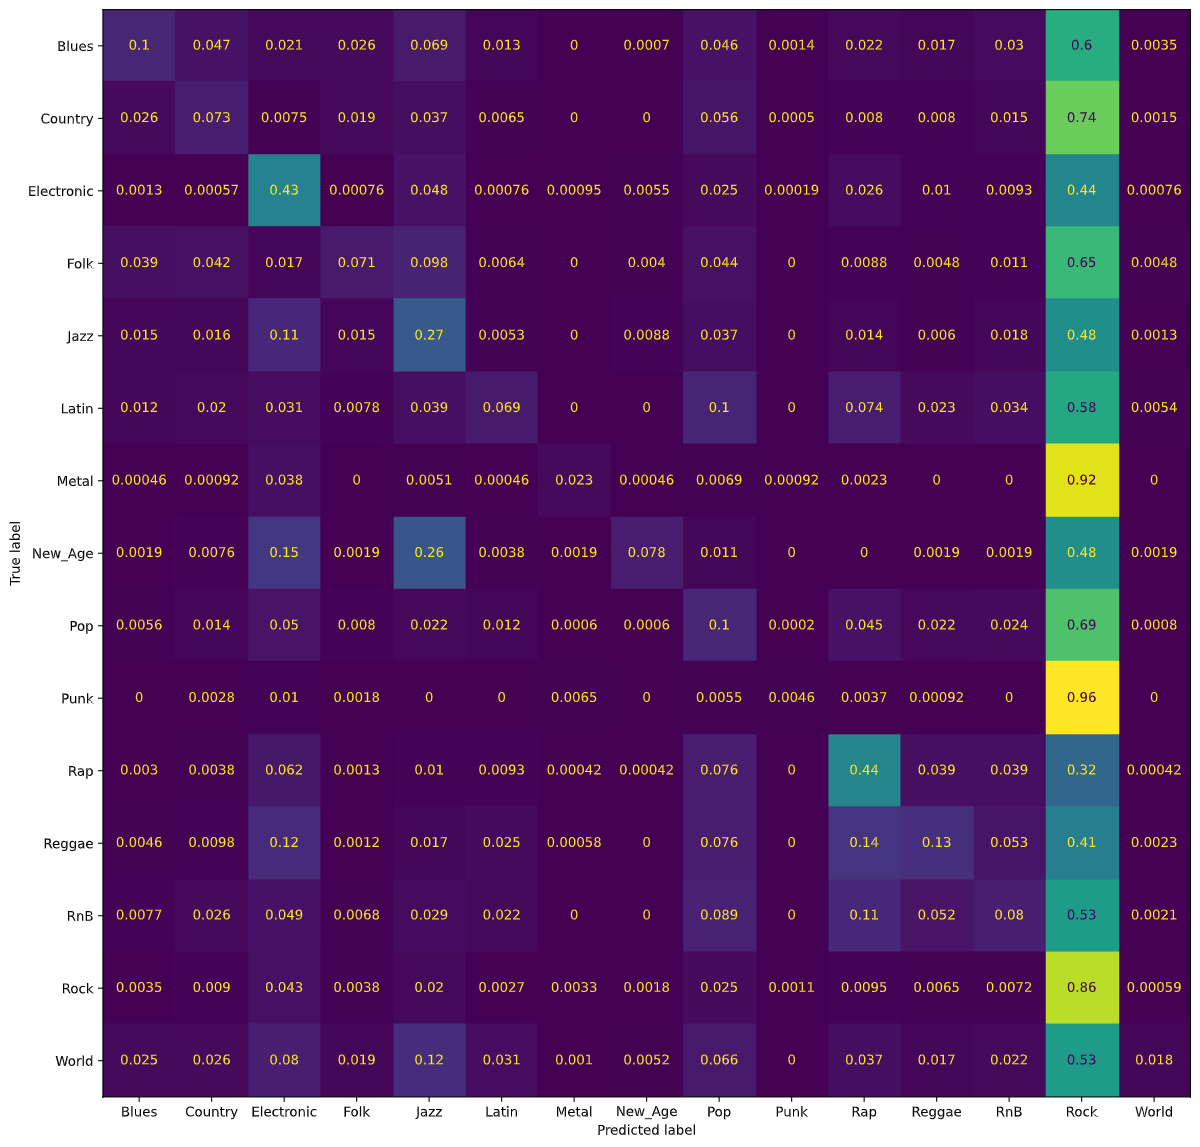 Blues 0.1 0.047 0.021 0.026 0.069 0.013 0 0.0007 0.046 0.0014 0.022 0.017 0.03 0.6 0.0035
Country 0.026 0.073 0.0075 0.019 0.037 0.0065 0 0 0.056 0.0005 0.008 0.008 0.015 0.74 0.0015
Electronic 0.0013 0.00057 0.43 0.00076 0.048 0.00076 0.00095 0.0055 0.025 0.00019 0.026 0.01 0.0093 0.44 0.00076
Folk 0.039 0.042 0.017 0.071 0.098 0.0064 0 0.004 0.044 0 0.0088 0.0048 0.011 0.65 0.0048
Jazz 0.015 0.016 0.11 0.015 0.27 0.0053 0 0.0088 0.037 0 0.014 0.006 0.018 0.48 0.0013
Latin 0.012 0.02 0.031 0.0078 0.039 0.069 0 0 0.1 0 0.074 0.023 0.034 0.58 0.0054
Metal 0.00046 0.00092 0.038 0 0.0051 0.00046 0.023 0.00046 0.0069 0.00092 0.0023 0 0 0.92 0
New_Age 0.0019 0.0076 0.15 0.0019 0.26 0.0038 0.0019 0.078 0.011 0 0 0.0019 0.0019 0.48 0.0019
Pop 0.0056 0.014 0.05 0.008 0.022 0.012 0.0006 0.0006 0.1 0.0002 0.045 0.022 0.024 0.69 0.0008
Punk 0 0.0028 0.01 0.0018 0 0 0.0065 0 0.0055 0.0046 0.0037 0.00092 0 0.96 0
Rap 0.003 0.0038 0.062 0.0013 0.01 0.0093 0.00042 0.00042 0.076 0 0.44 0.039 0.039 0.32 0.00042
Reggae 0.0046 0.0098 0.12 0.0012 0.017 0.025 0.00058 0 0.076 0 0.14 0.13 0.053 0.41 0.0023
RnB 0.0077 0.026 0.049 0.0068 0.029 0.022 0 0 0.089 0 0.11 0.052 0.08 0.53 0.0021
Rock 0.0035 0.009 0.043 0.0038 0.02 0.0027 0.0033 0.0018 0.025 0.0011 0.0095 0.0065 0.0072 0.86 0.00059
World 0.025 0.026 0.08 0.019 0.12 0.031 0.001 0.0052 0.066 0 0.037 0.017 0.022 0.53 0.018
Blues Country Electronic Folk Jazz Latin Metal New_Age Pop Punk Rap Reggae RnB Rock World
Predicted label
True label